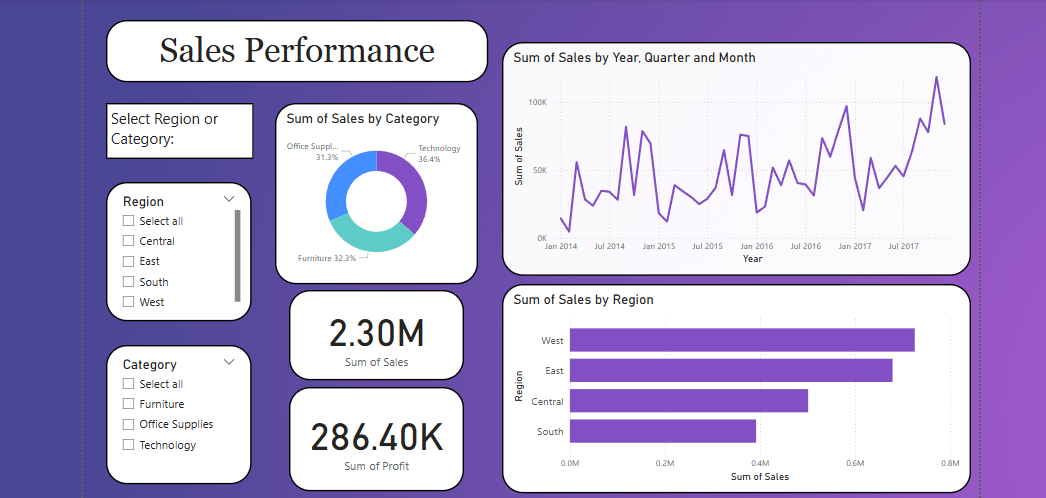 Sales Performance
Select Region or
Category:
Region
Select all
Central
East
South
West
Category
Select all
Furniture
Office Supplies
Technology
Sum of Sales by Category
Office Suppl...
31.3%
Technology
36.4%
Furniture 32.3%
2.30M
Sum of Sales
286.40K
Sum of Profit
Sum of Sales by Year, Quarter and Month
Sum of Sales
100K
50K
0K
Jan 2014 Jul 2014 Jan 2015 Jul 2015 Jan 2016 Jul 2016 Jan 2017 Jul 2017
Year
Sum of Sales by Region
Region
West
East
Central
South
0.0M 0.2M 0.4M 0.6M 0.8M
Sum of Sales